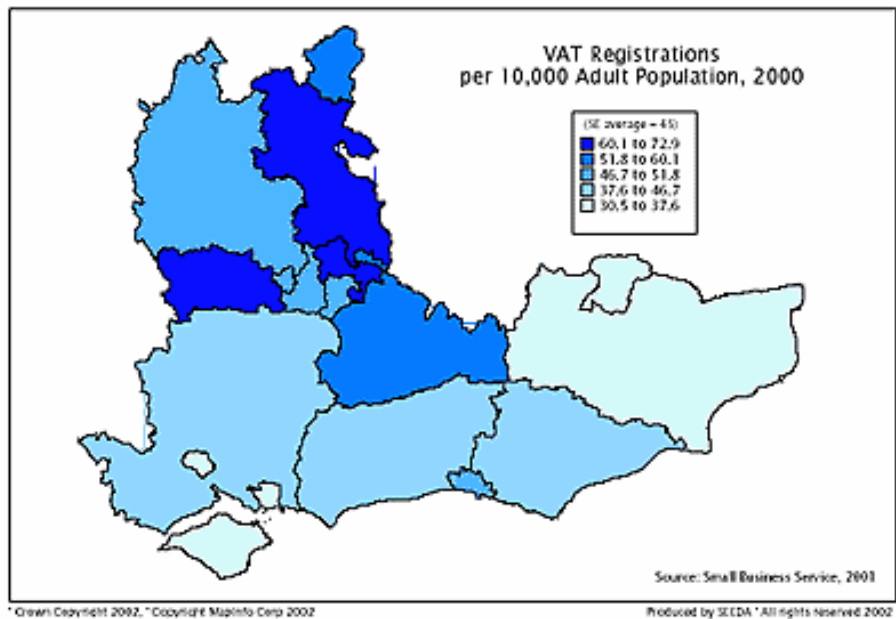 VAT Registrations
per 10,000 Adult Population, 2000
(SE average = 45)
60.1 to 72.9
51.8 to 60.1
46.7 to 51.8
37.6 to 46.7
30.5 to 37.6
Source: Small Business Service, 2001
" Crown Copyright 2002, " Copyright MapInfo Corp 2002
Produced by SEEDA " All rights reserved 2002